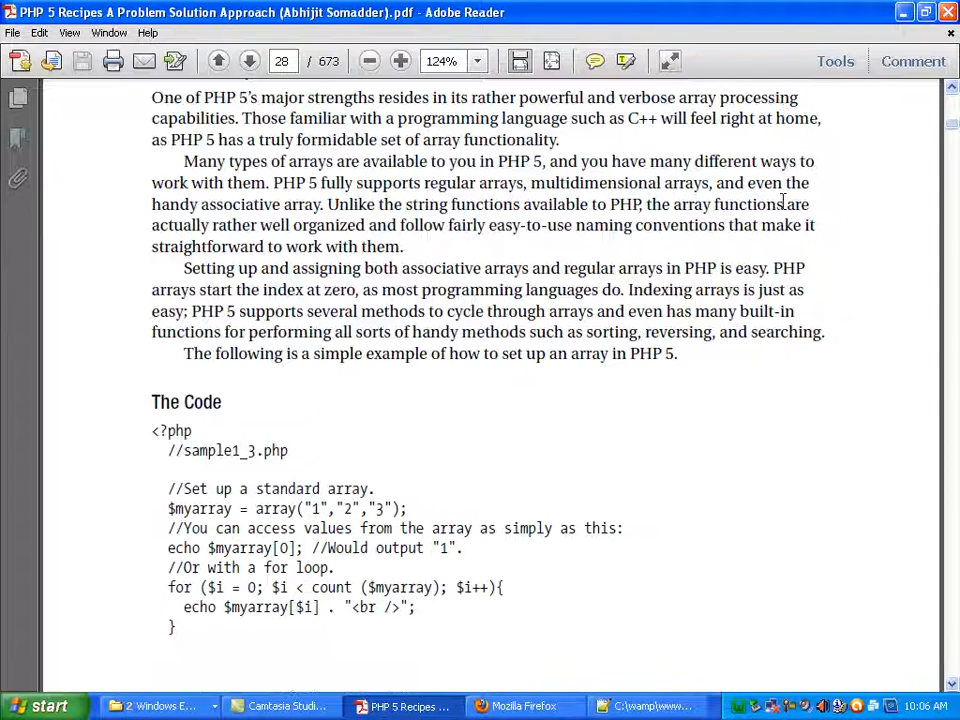 PHP 5 Recipes A Problem Solution Approach (Abhijit Somadder).pdf - Adobe Reader
File Edit View Window Help
28 / 673 124% Tools Comment
One of PHP 5's major strengths resides in its rather powerful and verbose array processing
capabilities. Those familiar with a programming language such as C++ will feel right at home,
as PHP 5 has a truly formidable set of array functionality.
Many types of arrays are available to you in PHP 5, and you have many different ways to
work with them. PHP 5 fully supports regular arrays, multidimensional arrays, and even the
handy associative array. Unlike the string functions available to PHP, the array functions are
actually rather well organized and follow fairly easy-to-use naming conventions that make it
straightforward to work with them.
Setting up and assigning both associative arrays and regular arrays in PHP is easy. PHP
arrays start the index at zero, as most programming languages do. Indexing arrays is just as
easy; PHP 5 supports several methods to cycle through arrays and even has many built-in
functions for performing all sorts of handy methods such as sorting, reversing, and searching.
The following is a simple example of how to set up an array in PHP 5.
The Code
<?php
//sample1_3.php
//Set up a standard array.
$myarray = array("1","2","3");
//You can access values from the array as simply as this:
echo $myarray[0]; //Would output "1".
//Or with a for loop.
for ($i = 0; $i < count ($myarray); $i++){
echo $myarray[$i] . "<br />";
}
start 2 Windows E... Camtasia Studi... PHP 5 Recipes ... Mozilla Firefox C:\wamp\www... 10:06 AM